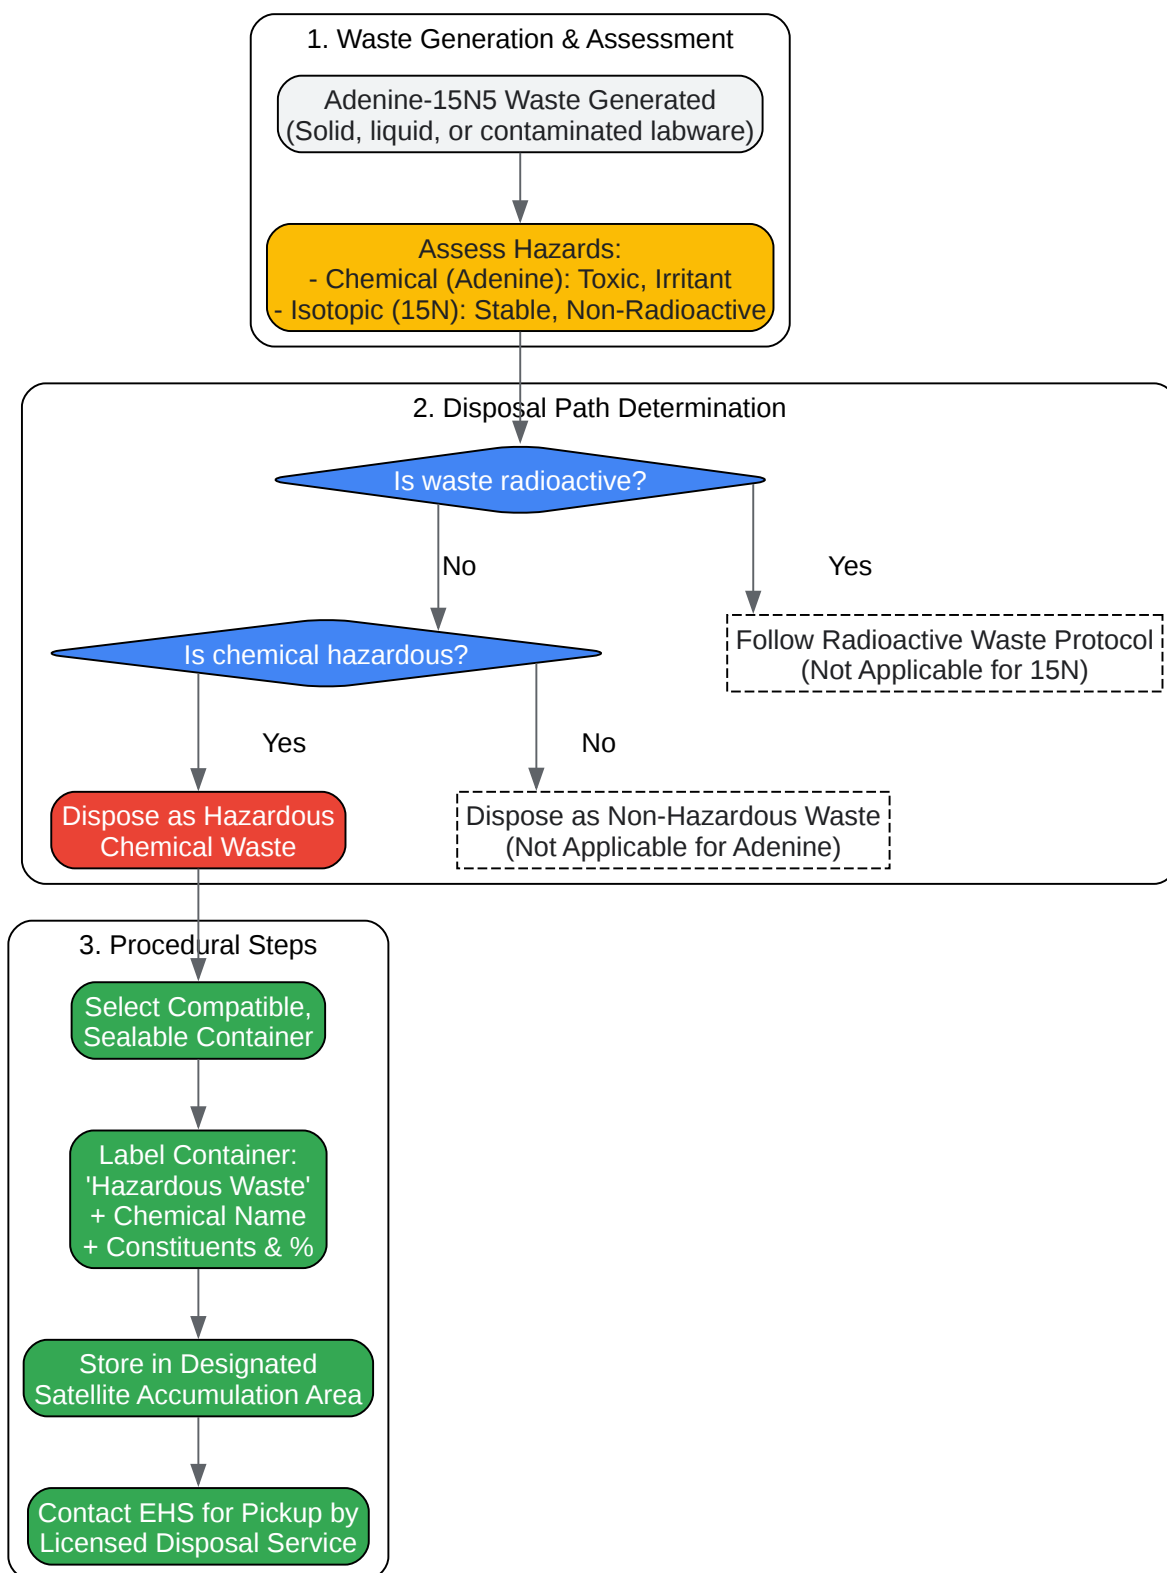 1. Waste Generation & Assessment
Adenine-15N5 Waste Generated
(Solid, liquid, or contaminated labware)
Assess Hazards:
- Chemical (Adenine): Toxic, Irritant
- Isotopic (15N): Stable, Non-Radioactive
2. Disposal Path Determination
Is waste radioactive?
No
Yes
Is chemical hazardous?
Follow Radioactive Waste Protocol
(Not Applicable for 15N)
Yes
No
Dispose as Hazardous
Chemical Waste
Dispose as Non-Hazardous Waste
(Not Applicable for Adenine)
3. Procedural Steps
Select Compatible,
Sealable Container
Label Container:
'Hazardous Waste'
+ Chemical Name
+ Constituents & %
Store in Designated
Satellite Accumulation Area
Contact EHS for Pickup by
Licensed Disposal Service